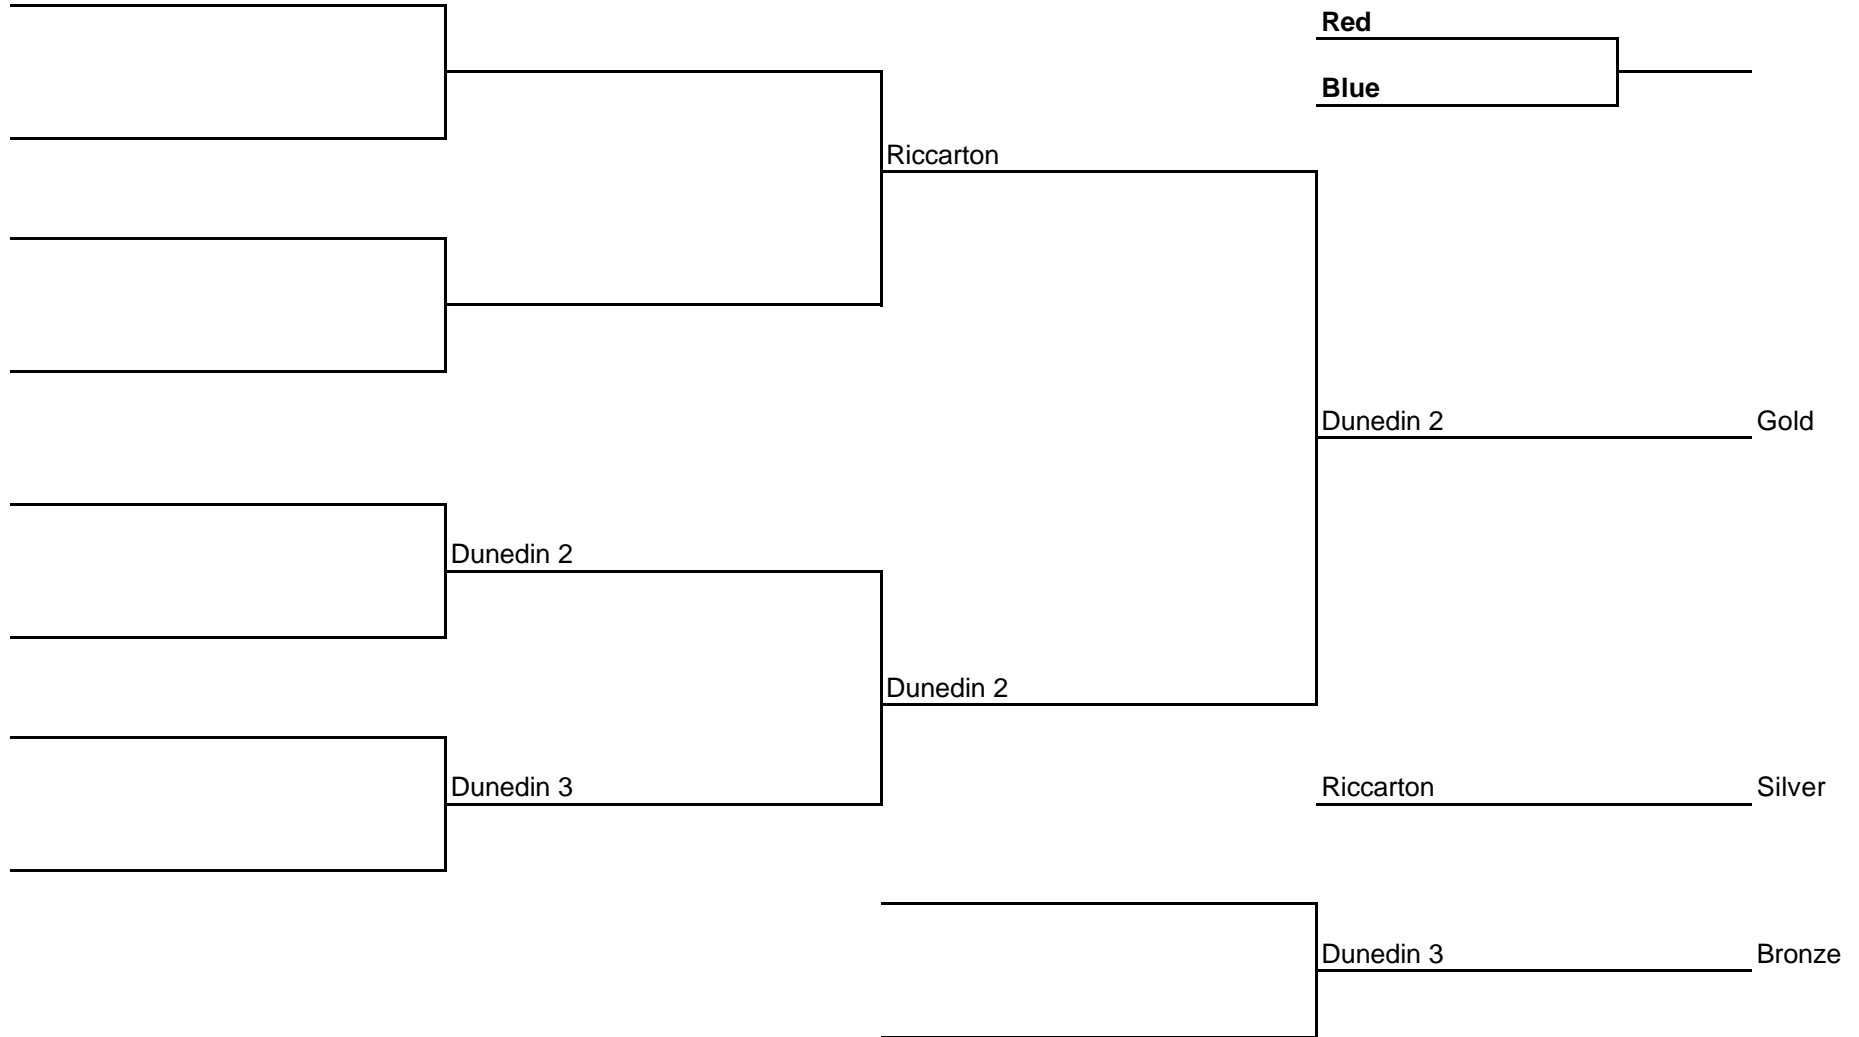 Red
Blue
Riccarton
Dunedin 2 Gold
Dunedin 2
Dunedin 2
Dunedin 3 Riccarton Silver
Dunedin 3 Bronze